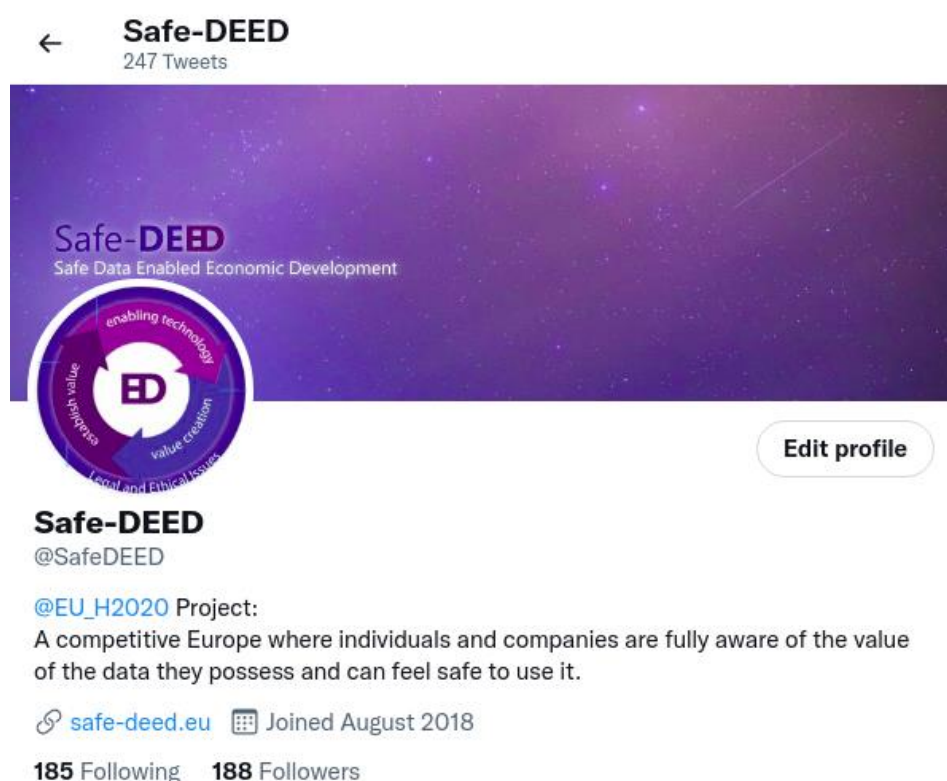 Safe-DEED
247 Tweets
Safe-DEED
Safe Data Enabled Economic Development
enabling technology
establish value
ED
value creation
Legal and Ethical Issues
Edit profile
Safe-DEED
@SafeDEED
@EU_H2020 Project:
A competitive Europe where individuals and companies are fully aware of the value
of the data they possess and can feel safe to use it.
safe-deed.eu Joined August 2018
185 Following 188 Followers